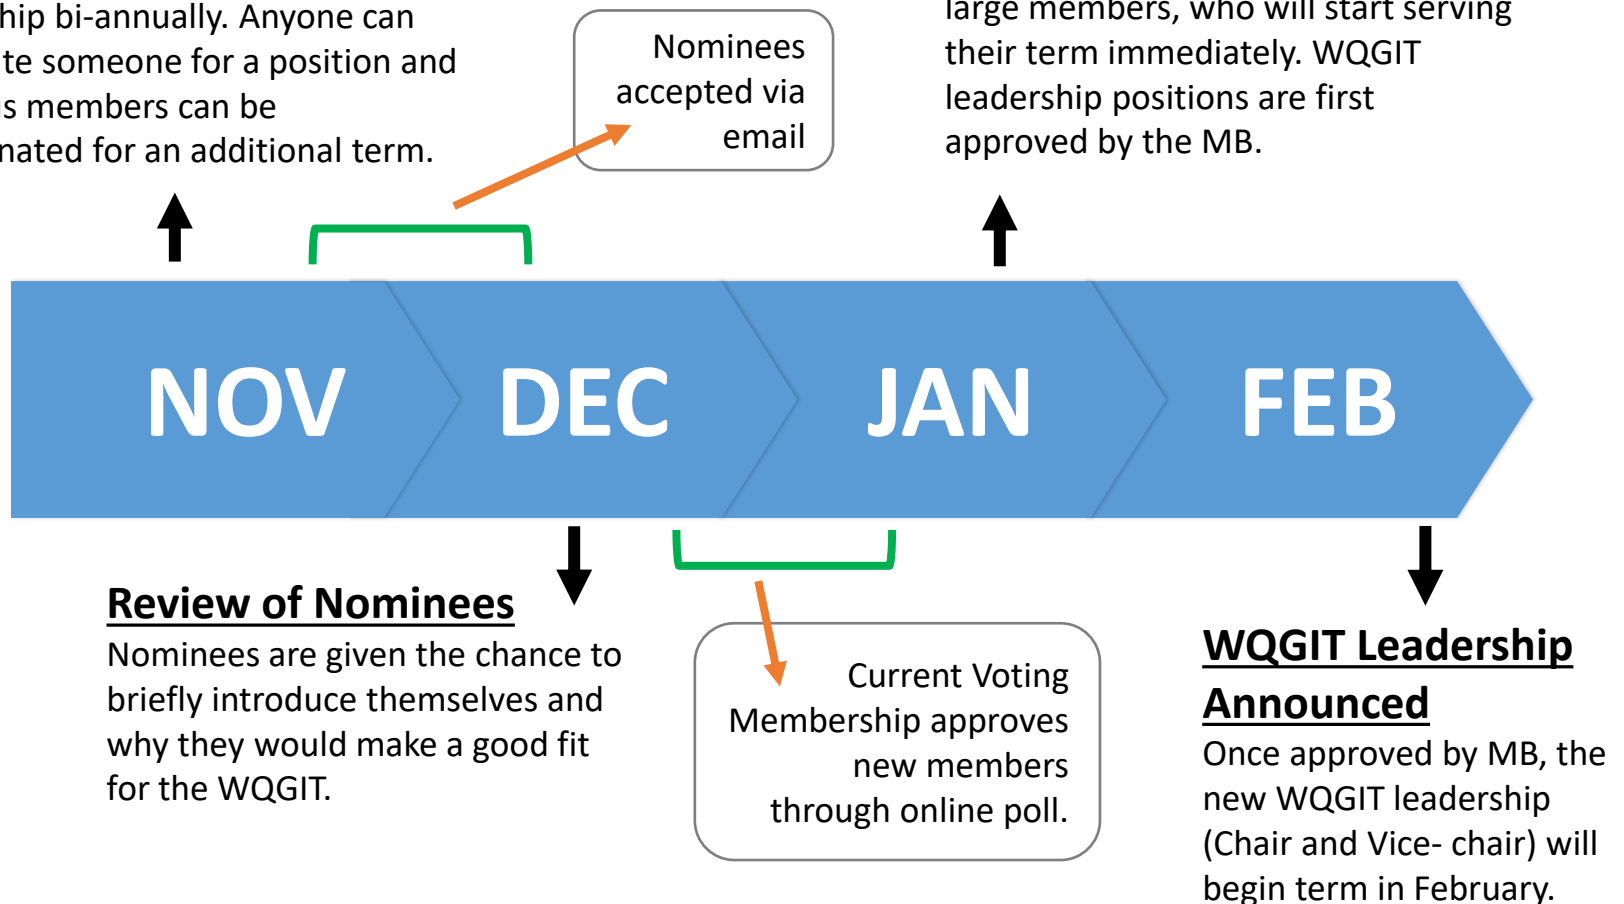 ship bi-annually. Anyone can
someone for a position and
members can be
for an additional term.
Nominees
accepted via
email
large members, who will start serving
their term immediately. WQGIT
leadership positions are first
approved by the MB.
NOV
DEC
JAN
FEB
Review of Nominees
Nominees are given the chance to
briefly introduce themselves and
why they would make a good fit
for the WQGIT.
Current Voting
Membership approves
new members
through online poll.
WQGIT Leadership
Announced
Once approved by MB, the
new WQGIT leadership
(Chair and Vice- chair) will
begin term in February.